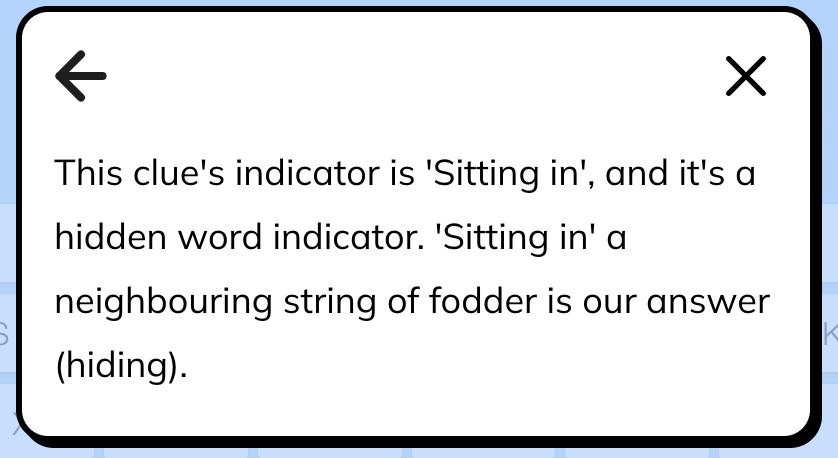 This clue's indicator is 'Sitting in', and it's a
hidden word indicator. 'Sitting in' a
neighbouring string of fodder is our answer
(hiding).
S
K
X